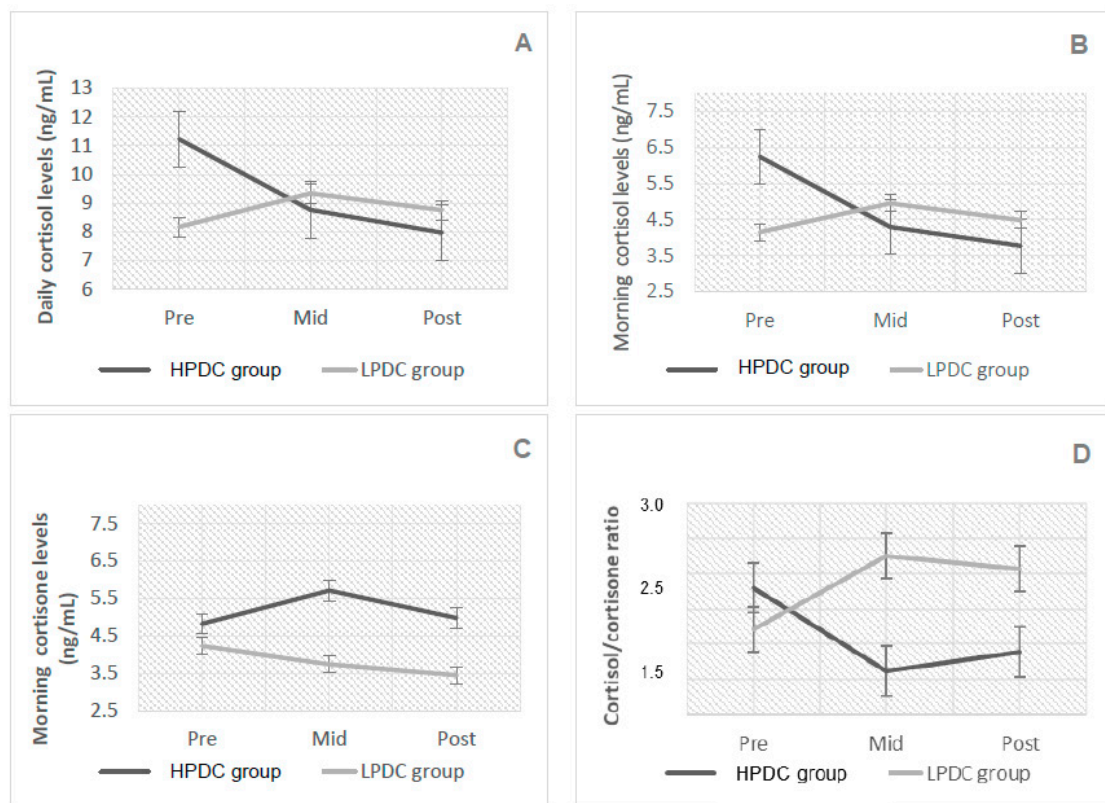 A
Daily cortisol levels (ng/mL)
13
12
11
10
9
8
7
6
Pre Mid Post
HPDC group LPDC group
B
Morning cortisol levels (ng/mL)
7.5
6.5
5.5
4.5
3.5
2.5
Pre Mid Post
HPDC group LPDC group
C
Morning cortisone levels
(ng/mL)
7.5
6.5
5.5
4.5
3.5
2.5
Pre Mid Post
HPDC group LPDC group
D
Cortisol/cortisone ratio
3.0
2.5
1.5
Pre Mid Post
HPDC group LPDC group